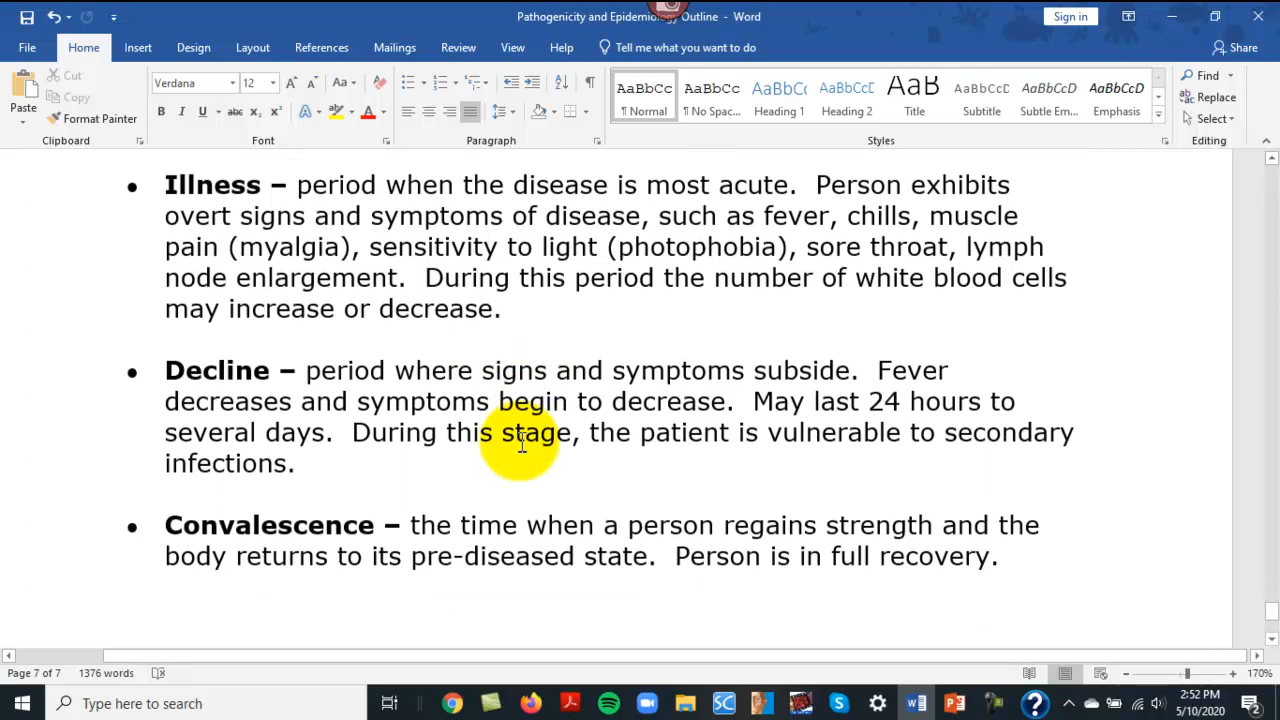 Pathogenicity and Epidemiology Outline - Word
Sign in
File Home Insert Design Layout References Mailings Review View Help Tell me what you want to do Share
Paste
Cut
Copy
Format Painter
Clipboard
Verdana 12
Font
Paragraph
AaBbCc AaBbCc AaBbCc AaBbCcD AaB AaBbCcD AaBbCcD AaBbCcD
¶ Normal ¶ No Spac... Heading 1 Heading 2 Title Subtitle Subtle Em... Emphasis
Styles
Find
Replace
Select
Editing
• Illness – period when the disease is most acute. Person exhibits
overt signs and symptoms of disease, such as fever, chills, muscle
pain (myalgia), sensitivity to light (photophobia), sore throat, lymph
node enlargement. During this period the number of white blood cells
may increase or decrease.
• Decline – period where signs and symptoms subside. Fever
decreases and symptoms begin to decrease. May last 24 hours to
several days. During this stage, the patient is vulnerable to secondary
infections.
• Convalescence – the time when a person regains strength and the
body returns to its pre-diseased state. Person is in full recovery.
Page 7 of 7 1376 words 170%
Type here to search
2:52 PM
5/10/2020